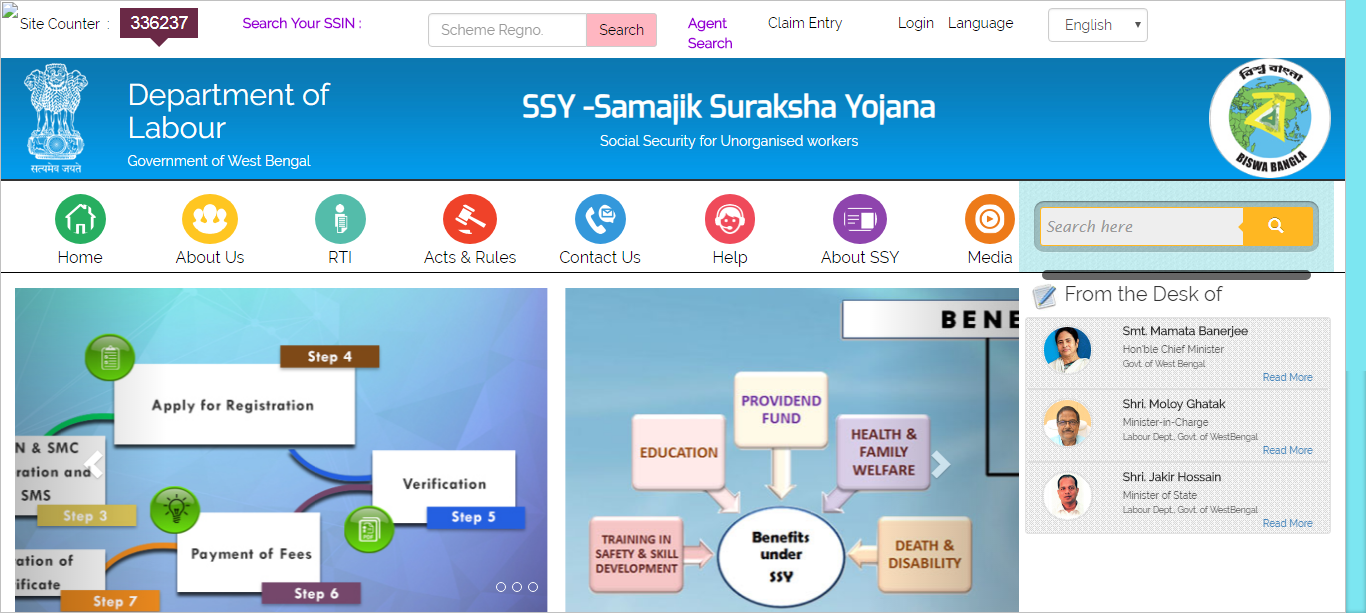 Site Counter :
336237
Search Your SSIN :
Scheme Regno.
Search
Agent
Search
Claim Entry
Login
Language
English
सत्यमेव जयते
Department of
Labour
Government of West Bengal
SSY -Samajik Suraksha Yojana
Social Security for Unorganised workers
বিশ্ব বাংলা
ব
BISWA BANGLA
Home
About Us
RTI
Acts & Rules
Contact Us
Help
About SSY
Media
Search here
Step 4
Apply for Registration
N & SMC
ration and
SMS
Step 3
Verification
Step 5
PDF
Payment of Fees
Step 6
ation of
ificate
Step 7
BENE
PROVIDEND
FUND
EDUCATION
HEALTH &
FAMILY
WELFARE
TRAINING IN
SAFETY & SKILL
DEVELOPMENT
Benefits
under
SSY
DEATH &
DISABILITY
From the Desk of
Smt. Mamata Banerjee
Hon'ble Chief Minister
Govt. of West Bengal
Read More
Shri. Moloy Ghatak
Minister-in-Charge
Labour Dept., Govt. of WestBengal
Read More
Shri. Jakir Hossain
Minister of State
Labour Dept., Govt. of WestBengal
Read More